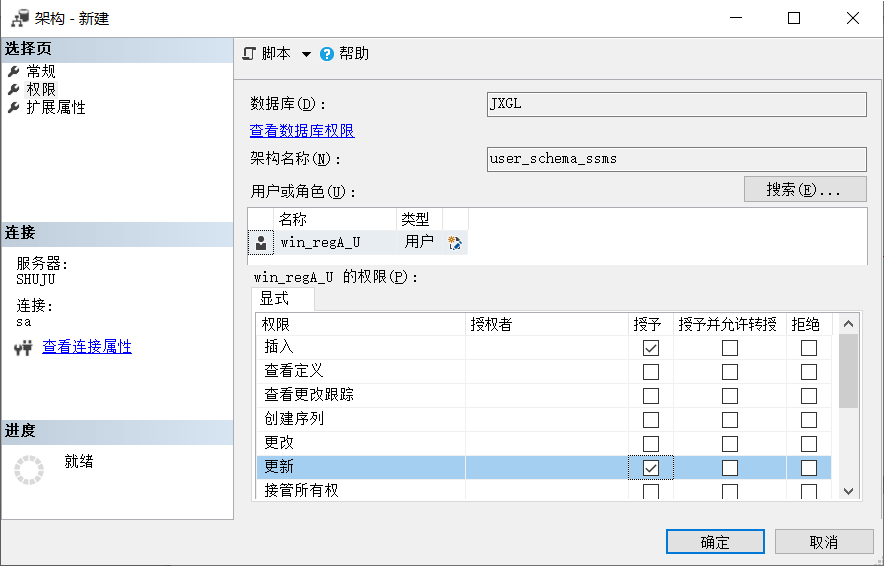 架构 - 新建
选择页
常规
权限
扩展属性
连接
服务器:
SHUJU
连接:
sa
查看连接属性
进度
就绪
脚本 帮助
数据库(D): JXGL
查看数据库权限
架构名称(N): user_schema_ssms
用户或角色(U): 搜索(E)...
名称 类型
win_regA_U 用户
win_regA_U 的权限(P):
显式
权限 授权者 授予 授予并允许转授 拒绝
插入
查看定义
查看更改跟踪
创建序列
更改
更新
接管所有权
确定 取消